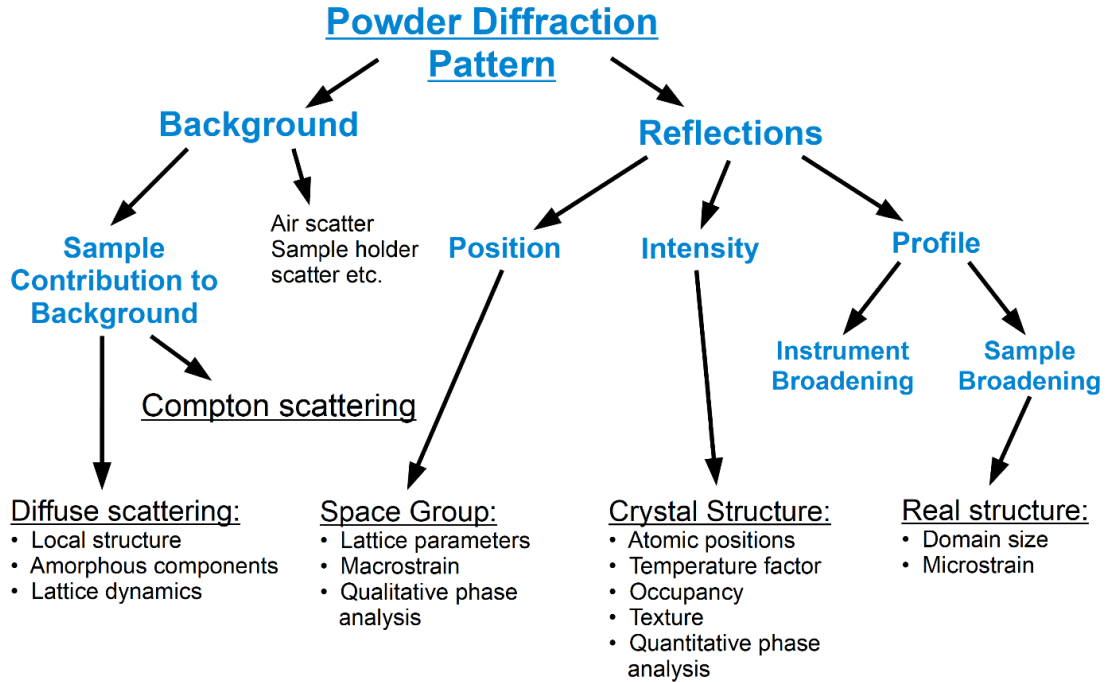 Powder Diffraction
Pattern
Background
Reflections
Air scatter
Sample holder
scatter etc.
Sample
Contribution to
Background
Position
Intensity
Profile
Instrument
Broadening
Sample
Broadening
Compton scattering
Diffuse scattering:
• Local structure
• Amorphous components
• Lattice dynamics
Space Group:
• Lattice parameters
• Macrostrain
• Qualitative phase
analysis
Crystal Structure:
• Atomic positions
• Temperature factor
• Occupancy
• Texture
• Quantitative phase
analysis
Real structure:
• Domain size
• Microstrain